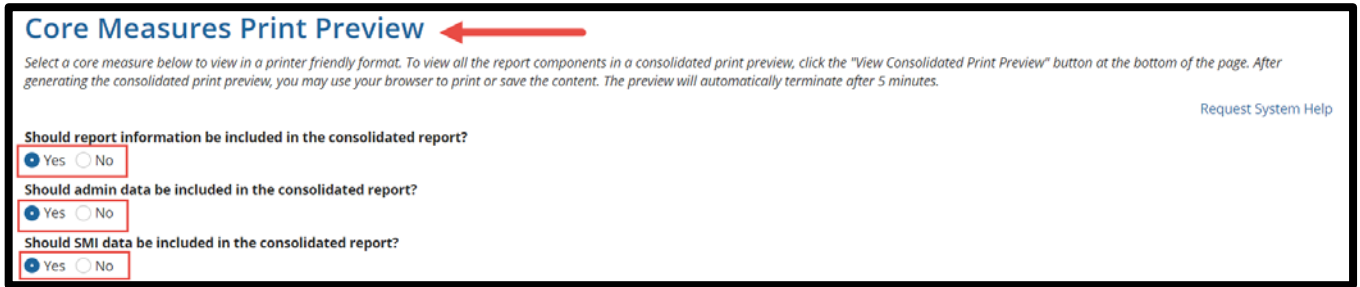 Core Measures Print Preview
Select a core measure below to view in a printer friendly format. To view all the report components in a consolidated print preview, click the "View Consolidated Print Preview" button at the bottom of the page. After
generating the consolidated print preview, you may use your browser to print or save the content. The preview will automatically terminate after 5 minutes.
Request System Help
Should report information be included in the consolidated report?
Yes No
Should admin data be included in the consolidated report?
Yes No
Should SMI data be included in the consolidated report?
Yes No